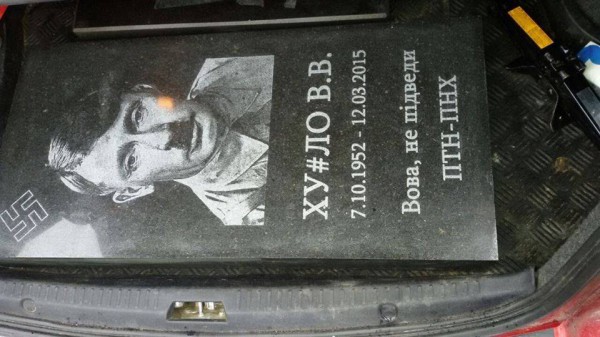 ХУ#ЛО В.В.
7.10.1952 - 12.03.2015
Вова, не підведи
ПТН-ПНХ